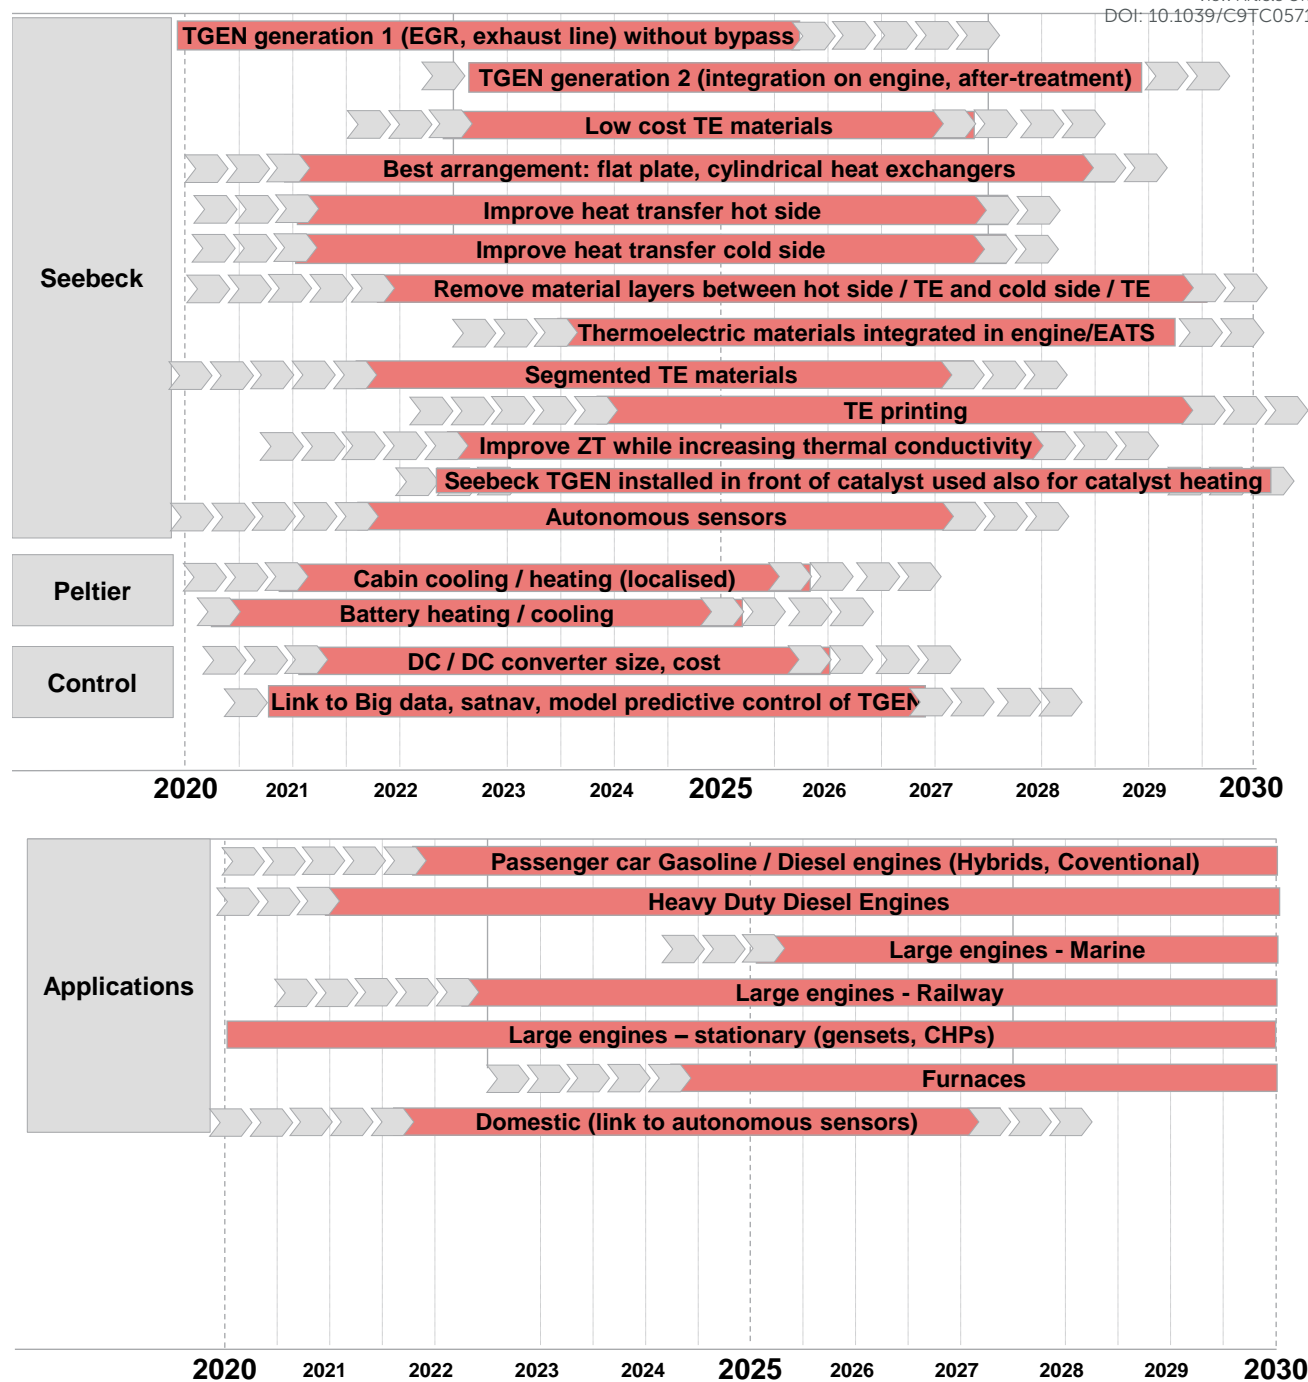 DOI: 10.1039/C9TC0571
TGEN generation 1 (EGR, exhaust line) without bypass
TGEN generation 2 (integration on engine, after-treatment)
Low cost TE materials
Best arrangement: flat plate, cylindrical heat exchangers
Improve heat transfer hot side
Improve heat transfer cold side
Seebeck
Remove material layers between hot side / TE and cold side / TE
Thermoelectric materials integrated in engine/EATS
Segmented TE materials
TE printing
Improve ZT while increasing thermal conductivity
Seebeck TGEN installed in front of catalyst used also for catalyst heating
Autonomous sensors
Peltier
Cabin cooling / heating (localised)
Battery heating / cooling
Control
DC / DC converter size, cost
Link to Big data, satnav, model predictive control of TGEN
2020 2021 2022 2023 2024 2025 2026 2027 2028 2029 2030
Passenger car Gasoline / Diesel engines (Hybrids, Coventional)
Heavy Duty Diesel Engines
Large engines - Marine
Applications
Large engines - Railway
Large engines – stationary (gensets, CHPs)
Furnaces
Domestic (link to autonomous sensors)
2020 2021 2022 2023 2024 2025 2026 2027 2028 2029 2030